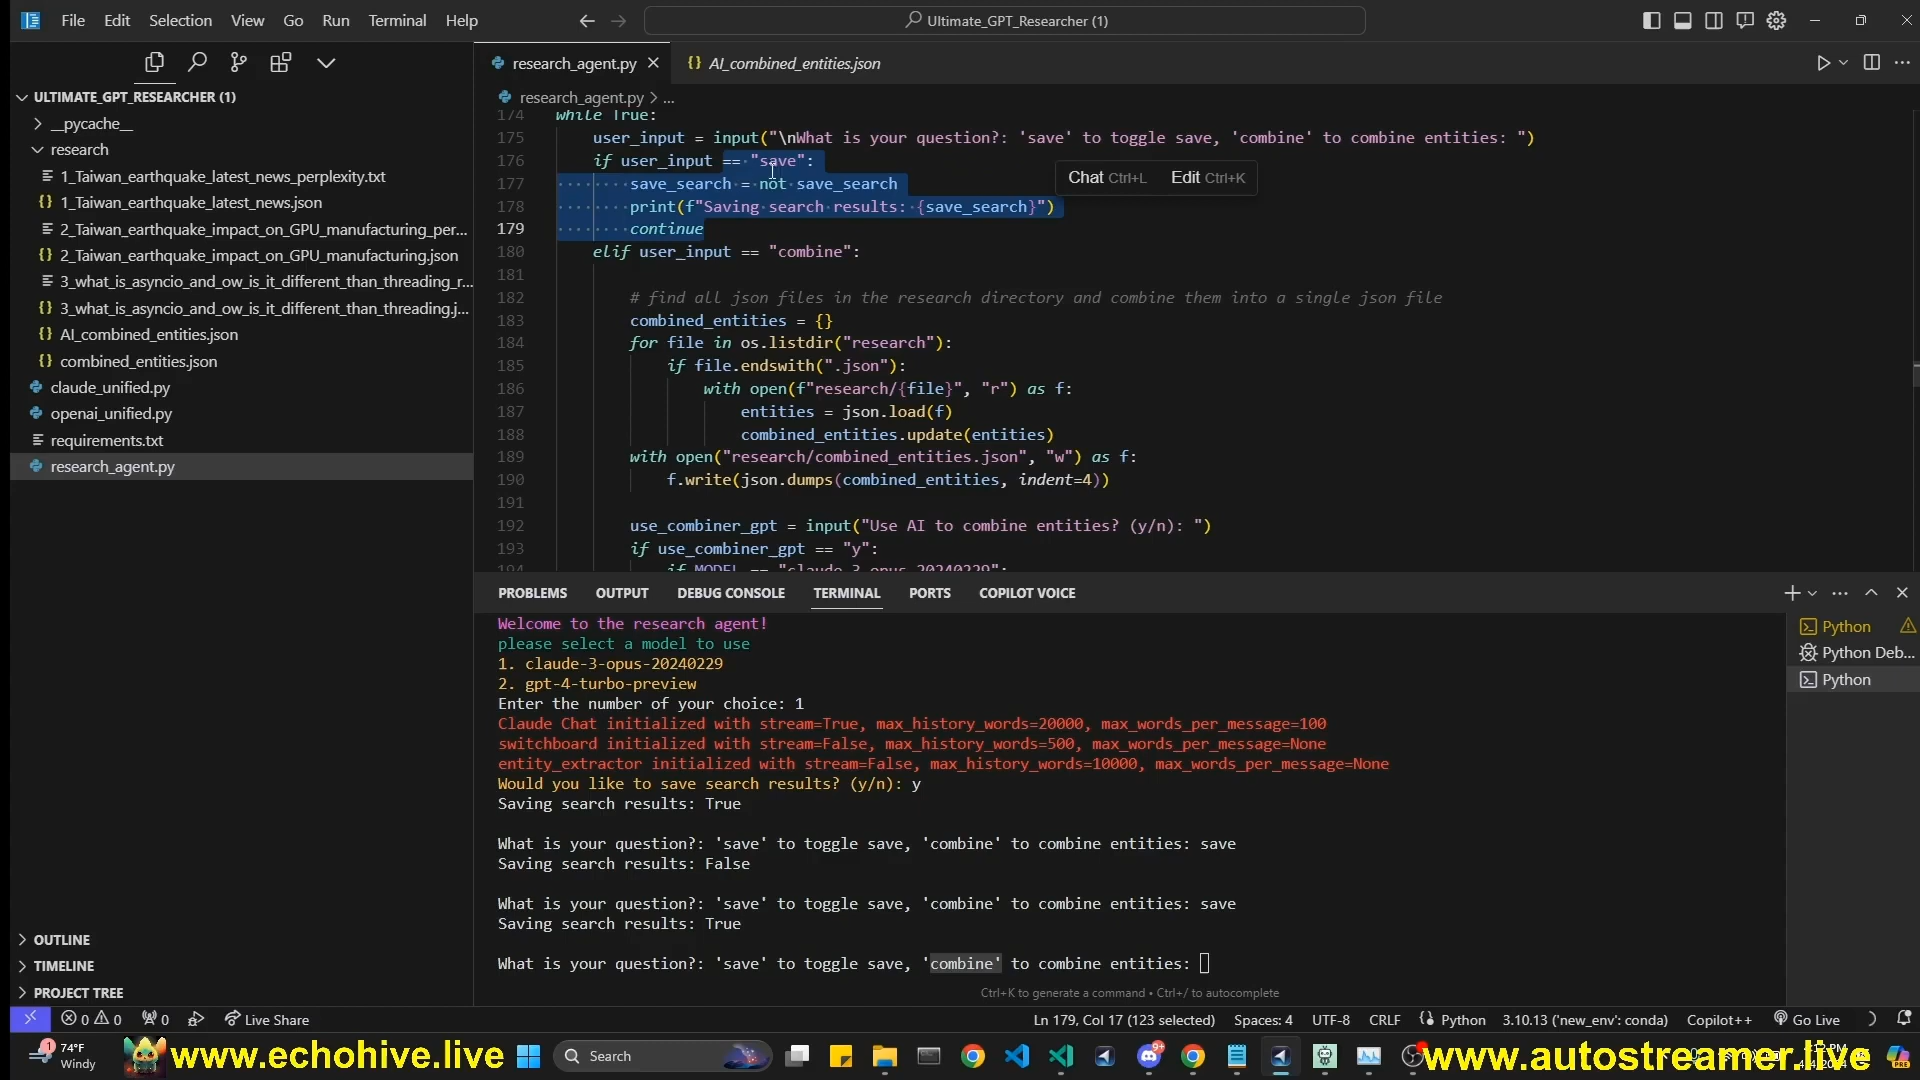 File Edit Selection View Go Run Terminal Help
Ultimate_GPT_Researcher (1)
ULTIMATE_GPT_RESEARCHER (1)
__pycache__
research
1_Taiwan_earthquake_latest_news_perplexity.txt
1_Taiwan_earthquake_latest_news.json
2_Taiwan_earthquake_impact_on_GPU_manufacturing_per...
2_Taiwan_earthquake_impact_on_GPU_manufacturing.json
3_what_is_asyncio_and_ow_is_it_different_than_threading_r...
3_what_is_asyncio_and_ow_is_it_different_than_threading.j...
AI_combined_entities.json
combined_entities.json
claude_unified.py
openai_unified.py
requirements.txt
research_agent.py
OUTLINE
TIMELINE
PROJECT TREE
research_agent.py
AI_combined_entities.json
research_agent.py > ...
174 while True:
175 user_input = input("\nWhat is your question?: 'save' to toggle save, 'combine' to combine entities: ")
176 if user_input == "save":
177 save_search = not save_search
178 print(f"Saving search results: {save_search}")
179 continue
180 elif user_input == "combine":
181
182 # find all json files in the research directory and combine them into a single json file
183 combined_entities = {}
184 for file in os.listdir("research"):
185 if file.endswith(".json"):
186 with open(f"research/{file}", "r") as f:
187 entities = json.load(f)
188 combined_entities.update(entities)
189 with open("research/combined_entities.json", "w") as f:
190 f.write(json.dumps(combined_entities, indent=4))
191
192 use_combiner_gpt = input("Use AI to combine entities? (y/n): ")
193 if use_combiner_gpt == "y":
194 if MODEL == "claude-3-opus-20240229":
Chat Ctrl+L Edit Ctrl+K
PROBLEMS OUTPUT DEBUG CONSOLE TERMINAL PORTS COPILOT VOICE
Welcome to the research agent!
please select a model to use
1. claude-3-opus-20240229
2. gpt-4-turbo-preview
Enter the number of your choice: 1
Claude Chat initialized with stream=True, max_history_words=20000, max_words_per_message=100
switchboard initialized with stream=False, max_history_words=500, max_words_per_message=None
entity_extractor initialized with stream=False, max_history_words=10000, max_words_per_message=None
Would you like to save search results? (y/n): y
Saving search results: True
What is your question?: 'save' to toggle save, 'combine' to combine entities: save
Saving search results: False
What is your question?: 'save' to toggle save, 'combine' to combine entities: save
Saving search results: True
What is your question?: 'save' to toggle save, 'combine' to combine entities:
Ctrl+K to generate a command • Ctrl+/ to autocomplete
Python
Python Deb...
Python
0 0 0 Live Share
Ln 179, Col 17 (123 selected) Spaces: 4 UTF-8 CRLF Python 3.10.13 ('new_env': conda) Copilot++ Go Live
1 74°F
Windy
www.echohive.live
Search
9+
www.autostreamer.live
PRE